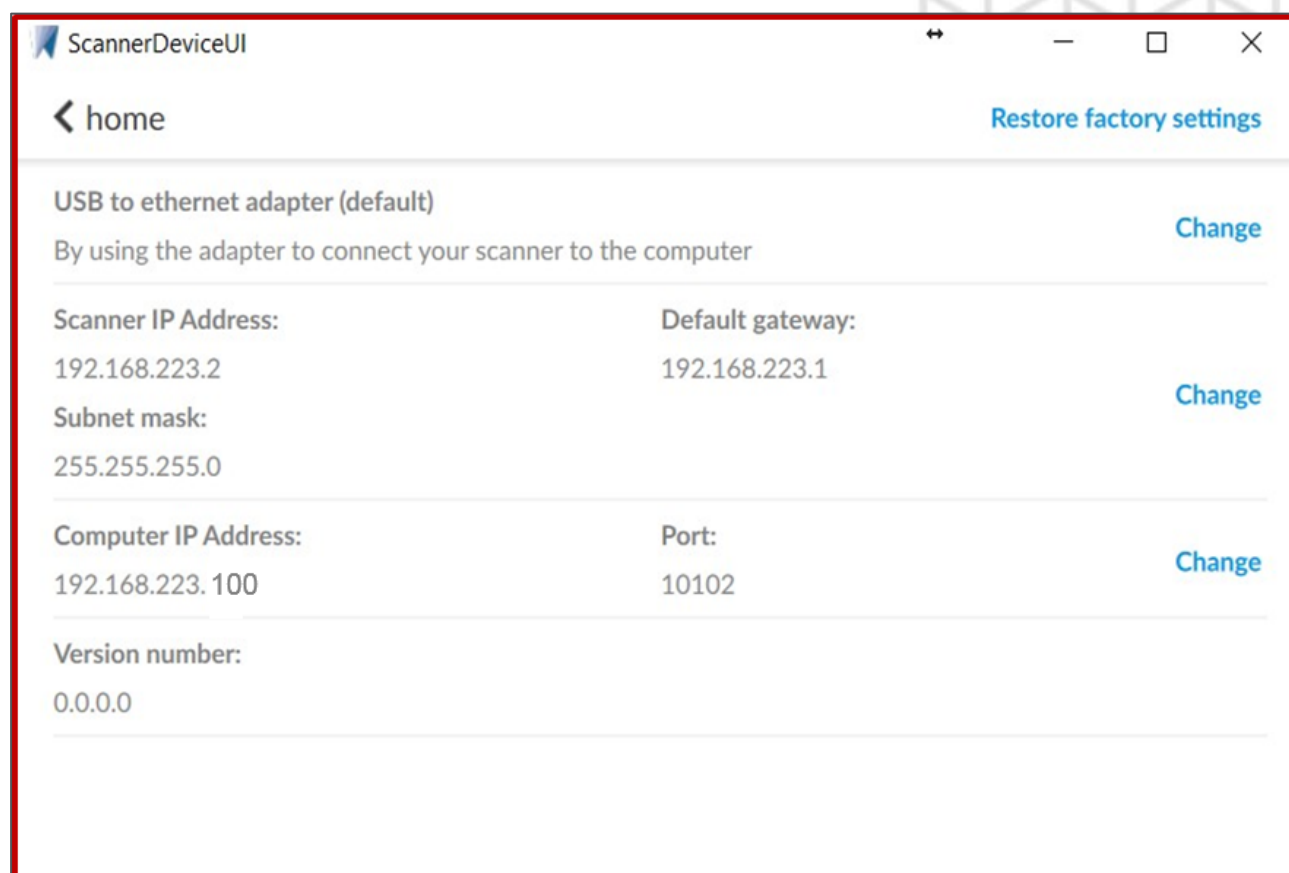 ScannerDeviceUI
home
Restore factory settings
USB to ethernet adapter (default)
By using the adapter to connect your scanner to the computer
Change
Scanner IP Address:
192.168.223.2
Default gateway:
192.168.223.1
Subnet mask:
255.255.255.0
Change
Computer IP Address:
192.168.223.100
Port:
10102
Change
Version number:
0.0.0.0